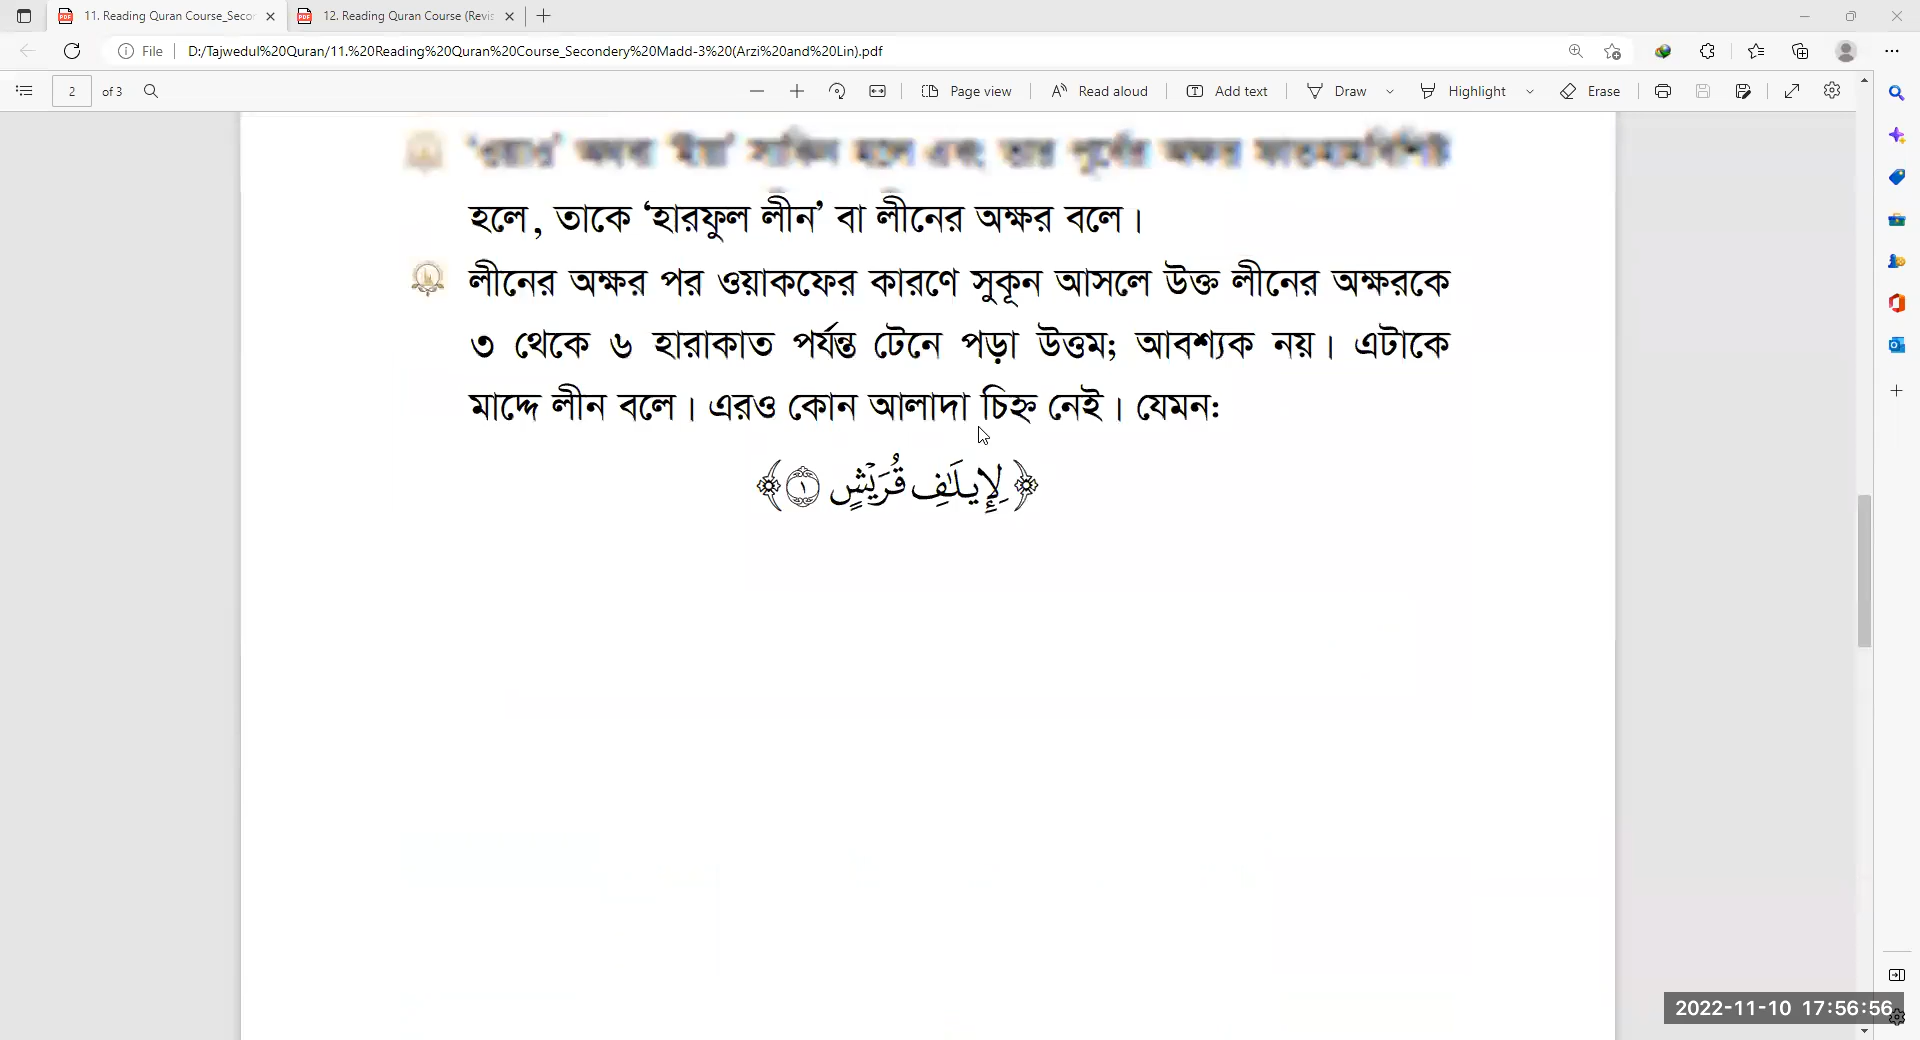 11. Reading Quran Course_Seco
12. Reading Quran Course (Revis
File
D:/Tajwedul%20Quran/11.%20Reading%20Quran%20Course_Secondery%20Madd-3%20(Arzi%20and%20Lin).pdf
2 of 3
Page view
Read aloud
Add text
Draw
Highlight
Erase
হলে, তাকে ‘হারফুল লীন’ বা লীনের অক্ষর বলে।
লীনের অক্ষর পর ওয়াকফের কারণে সুকূন আসলে উক্ত লীনের অক্ষরকে
৩ থেকে ৬ হারাকাত পর্যন্ত টেনে পড়া উত্তম; আবশ্যক নয়। এটাকে
মাদ্দে লীন বলে। এরও কোন আলাদা চিহ্ন নেই। যেমন:
﴿لِإِيلَٰفِ قُرَيْشٍ ١﴾
2022-11-10 17:56:56